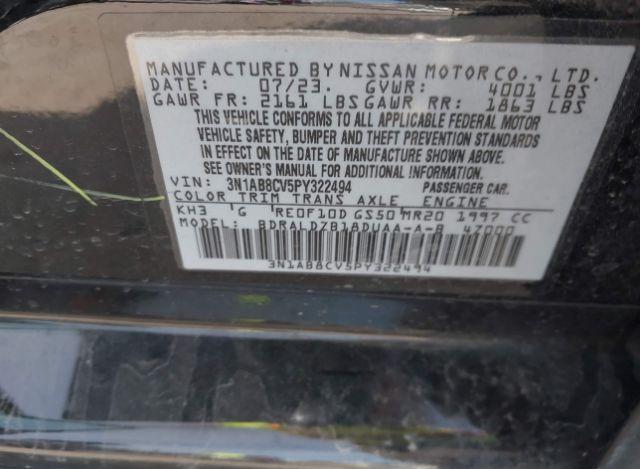 MANUFACTURED BY NISSAN MOTOR CO., LTD.
DATE: 07/23. GVWR: 4001 LBS
GAWR FR: 2161 LBS GAWR RR: 1863 LBS
THIS VEHICLE CONFORMS TO ALL APPLICABLE FEDERAL MOTOR
VEHICLE SAFETY, BUMPER AND THEFT PREVENTION STANDARDS
IN EFFECT ON THE DATE OF MANUFACTURE SHOWN ABOVE.
SEE OWNER'S MANUAL FOR ADDITIONAL INFORMATION.
VIN: 3N1AB8CV5PY322494 PASSENGER CAR.
COLOR TRIM TRANS AXLE ENGINE
KH3 'G RE0F10D GS50 MR20 1997 CC
MODEL: BDRALDZB18DUAA-A-B 47000
3N1AB8CV5PY322494